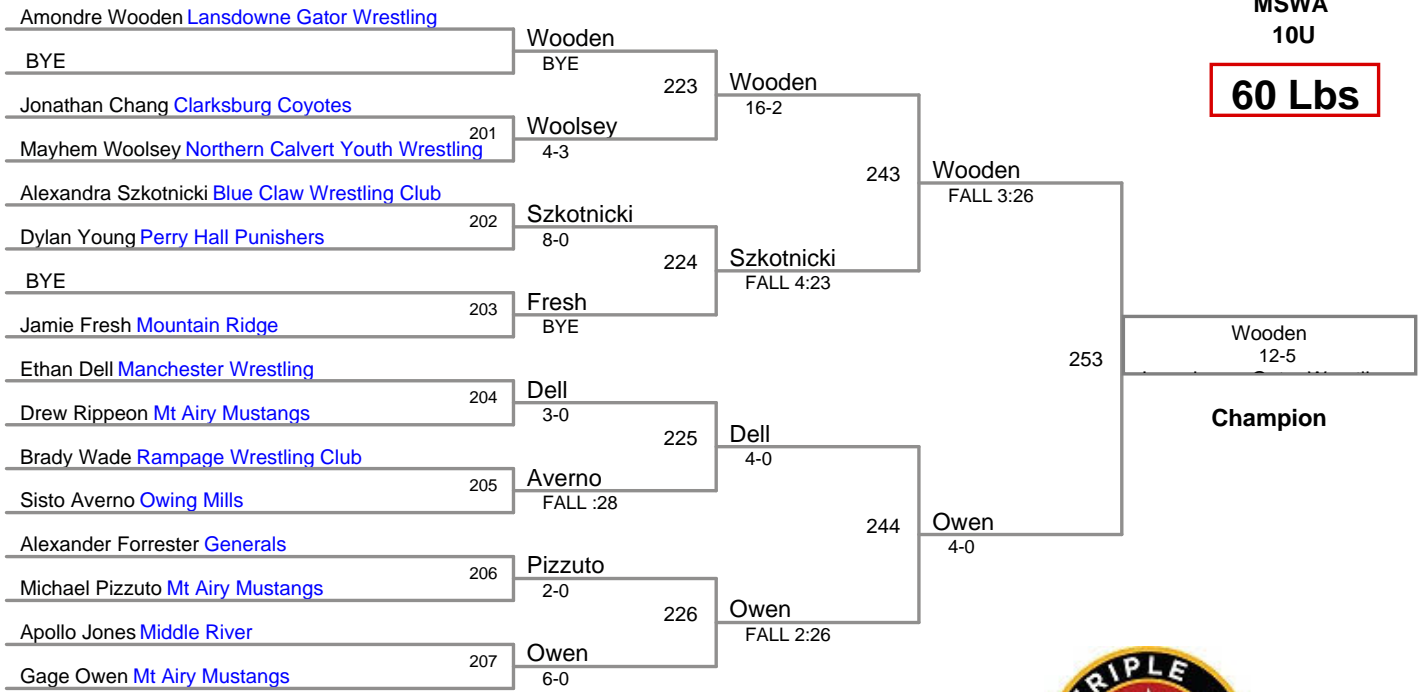 MSWA
10U
60 Lbs
Amondre Wooden Lansdowne Gator Wrestling
BYE
Jonathan Chang Clarksburg Coyotes
Mayhem Woolsey Northern Calvert Youth Wrestling
Alexandra Szkotnicki Blue Claw Wrestling Club
Dylan Young Perry Hall Punishers
BYE
Jamie Fresh Mountain Ridge
Ethan Dell Manchester Wrestling
Drew Rippeon Mt Airy Mustangs
Brady Wade Rampage Wrestling Club
Sisto Averno Owing Mills
Alexander Forrester Generals
Michael Pizzuto Mt Airy Mustangs
Apollo Jones Middle River
Gage Owen Mt Airy Mustangs
201
202
203
204
205
206
207
Wooden
BYE
Woolsey
4-3
Szkotnicki
8-0
Fresh
BYE
Dell
3-0
Averno
FALL :28
Pizzuto
2-0
Owen
6-0
223
224
225
226
Wooden
16-2
Szkotnicki
FALL 4:23
Dell
4-0
Owen
FALL 2:26
243
244
Wooden
FALL 3:26
Owen
4-0
253
Wooden
12-5
Champion
TRIPLE